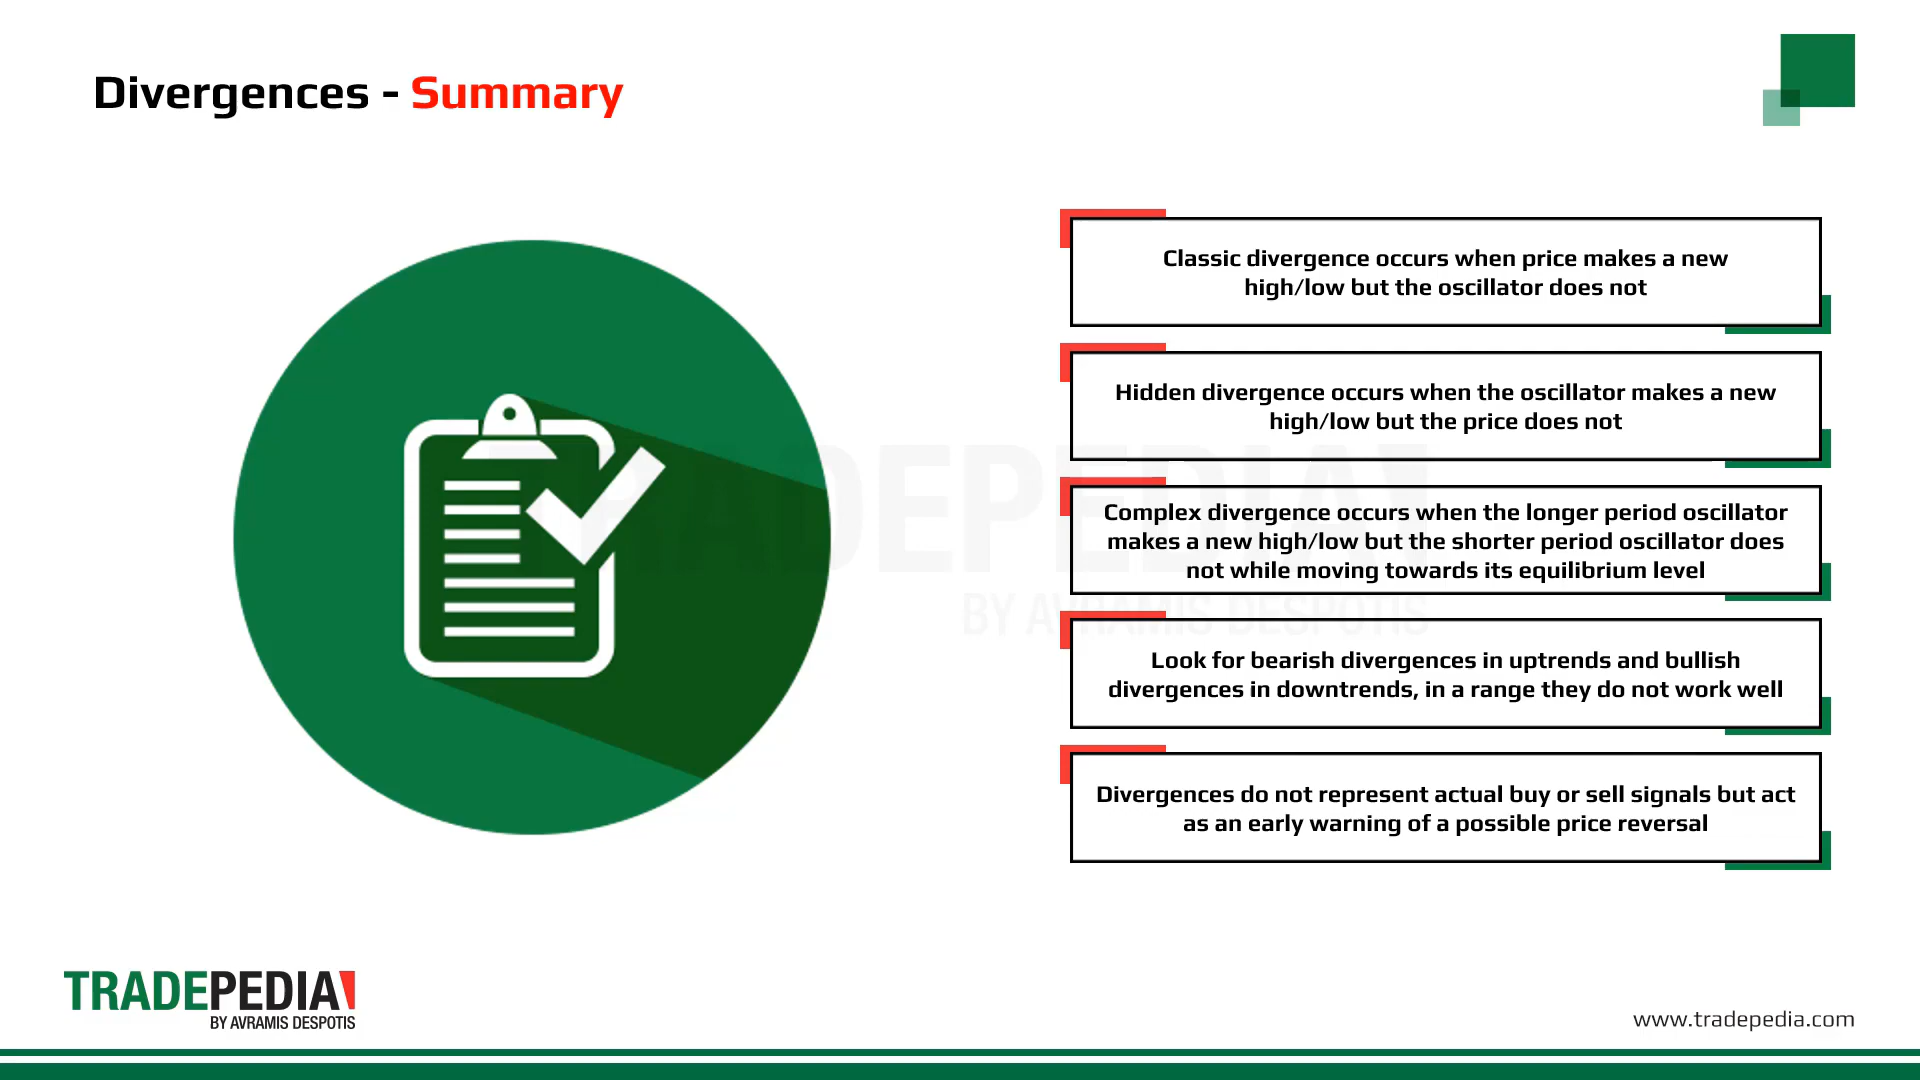 Divergences - Summary
Classic divergence occurs when price makes a new
high/low but the oscillator does not
Hidden divergence occurs when the oscillator makes a new
high/low but the price does not
Complex divergence occurs when the longer period oscillator
makes a new high/low but the shorter period oscillator does
not while moving towards its equilibrium level
Look for bearish divergences in uptrends and bullish
divergences in downtrends, in a range they do not work well
Divergences do not represent actual buy or sell signals but act
as an early warning of a possible price reversal
TRADEPEDIA
BY AVRAMIS DESPOTIS
TRADEPEDIA
BY AVRAMIS DESPOTIS
www.tradepedia.com